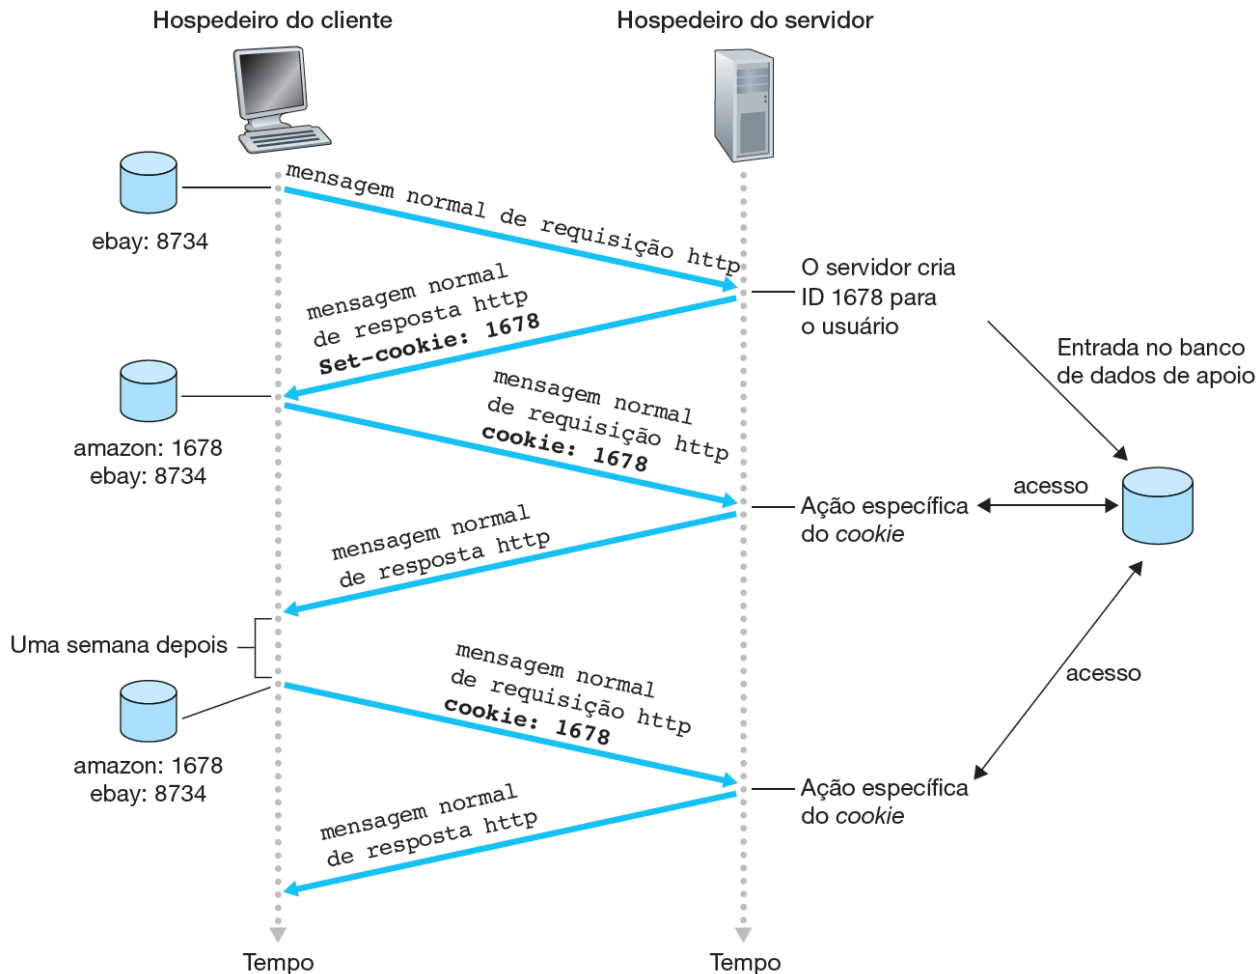 Hospedeiro do cliente
Hospedeiro do servidor
mensagem normal de requisição http
ebay: 8734
O servidor cria
ID 1678 para
o usuário
mensagem normal
de resposta http
Set-cookie: 1678
Entrada no banco
de dados de apoio
mensagem normal
de requisição http
cookie: 1678
amazon: 1678
ebay: 8734
acesso
Ação específica
do cookie
mensagem normal
de resposta http
Uma semana depois
mensagem normal
de requisição http
cookie: 1678
acesso
amazon: 1678
ebay: 8734
Ação específica
do cookie
mensagem normal
de resposta http
Tempo
Tempo